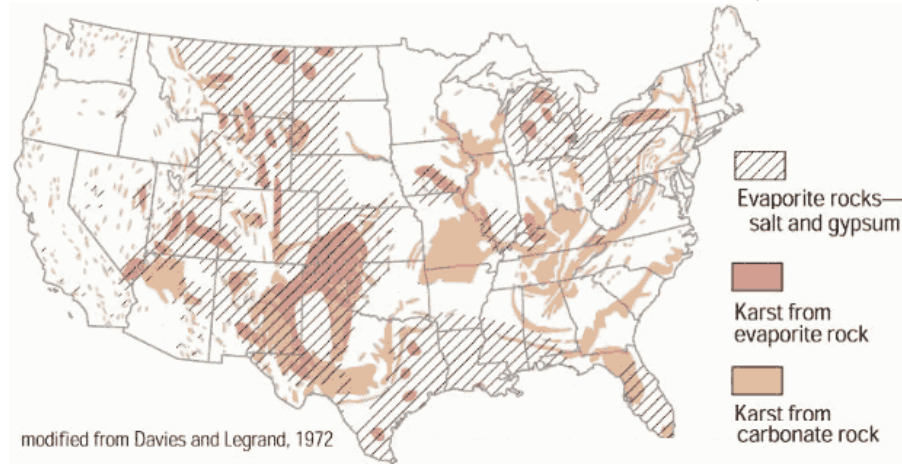 Evaporite rocks—
salt and gypsum
Karst from
evaporite rock
Karst from
carbonate rock
modified from Davies and Legrand, 1972